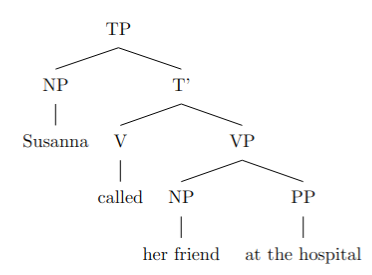 TP
NP T'
Susanna V VP
called NP PP
her friend at the hospital